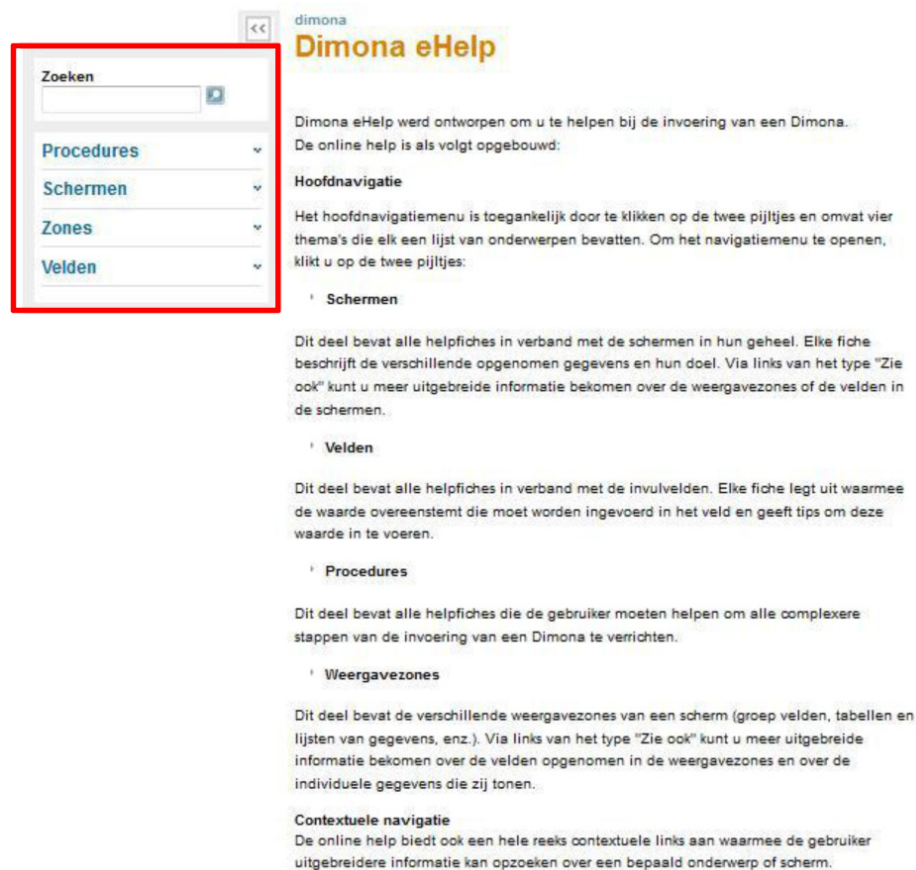 <<
Zoeken
Procedures
Schermen
Zones
Velden
dimona
Dimona eHelp
Dimona eHelp werd ontworpen om u te helpen bij de invoering van een Dimona.
De online help is als volgt opgebouwd:
Hoofdnavigatie
Het hoofdnavigatiemenu is toegankelijk door te klikken op de twee pijltjes en omvat vier
thema's die elk een lijst van onderwerpen bevatten. Om het navigatiemenu te openen,
klikt u op de twee pijltjes:
Schermen
Dit deel bevat alle helpfiches in verband met de schermen in hun geheel. Elke fiche
beschrijft de verschillende opgenomen gegevens en hun doel. Via links van het type "Zie
ook" kunt u meer uitgebreide informatie bekomen over de weergavezones of de velden in
de schermen.
Velden
Dit deel bevat alle helpfiches in verband met de invulvelden. Elke fiche legt uit waarmee
de waarde overeenstemt die moet worden ingevoerd in het veld en geeft tips om deze
waarde in te voeren.
Procedures
Dit deel bevat alle helpfiches die de gebruiker moeten helpen om alle complexere
stappen van de invoering van een Dimona te verrichten.
Weergavezones
Dit deel bevat de verschillende weergavezones van een scherm (groep velden, tabellen en
lijsten van gegevens, enz.). Via links van het type "Zie ook" kunt u meer uitgebreide
informatie bekomen over de velden opgenomen in de weergavezones en over de
individuele gegevens die zij tonen.
Contextuele navigatie
De online help biedt ook een hele reeks contextuele links aan waarmee de gebruiker
uitgebreidere informatie kan opzoeken over een bepaald onderwerp of scherm.